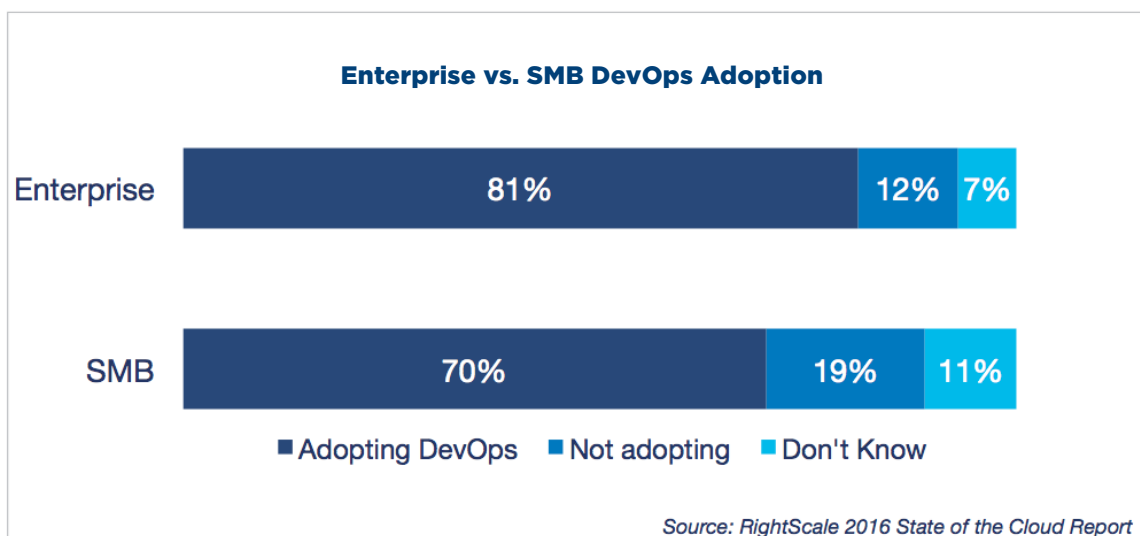 Enterprise vs. SMB DevOps Adoption
Enterprise 81% 12% 7%
SMB 70% 19% 11%
Adopting DevOps Not adopting Don't Know
Source: RightScale 2016 State of the Cloud Report